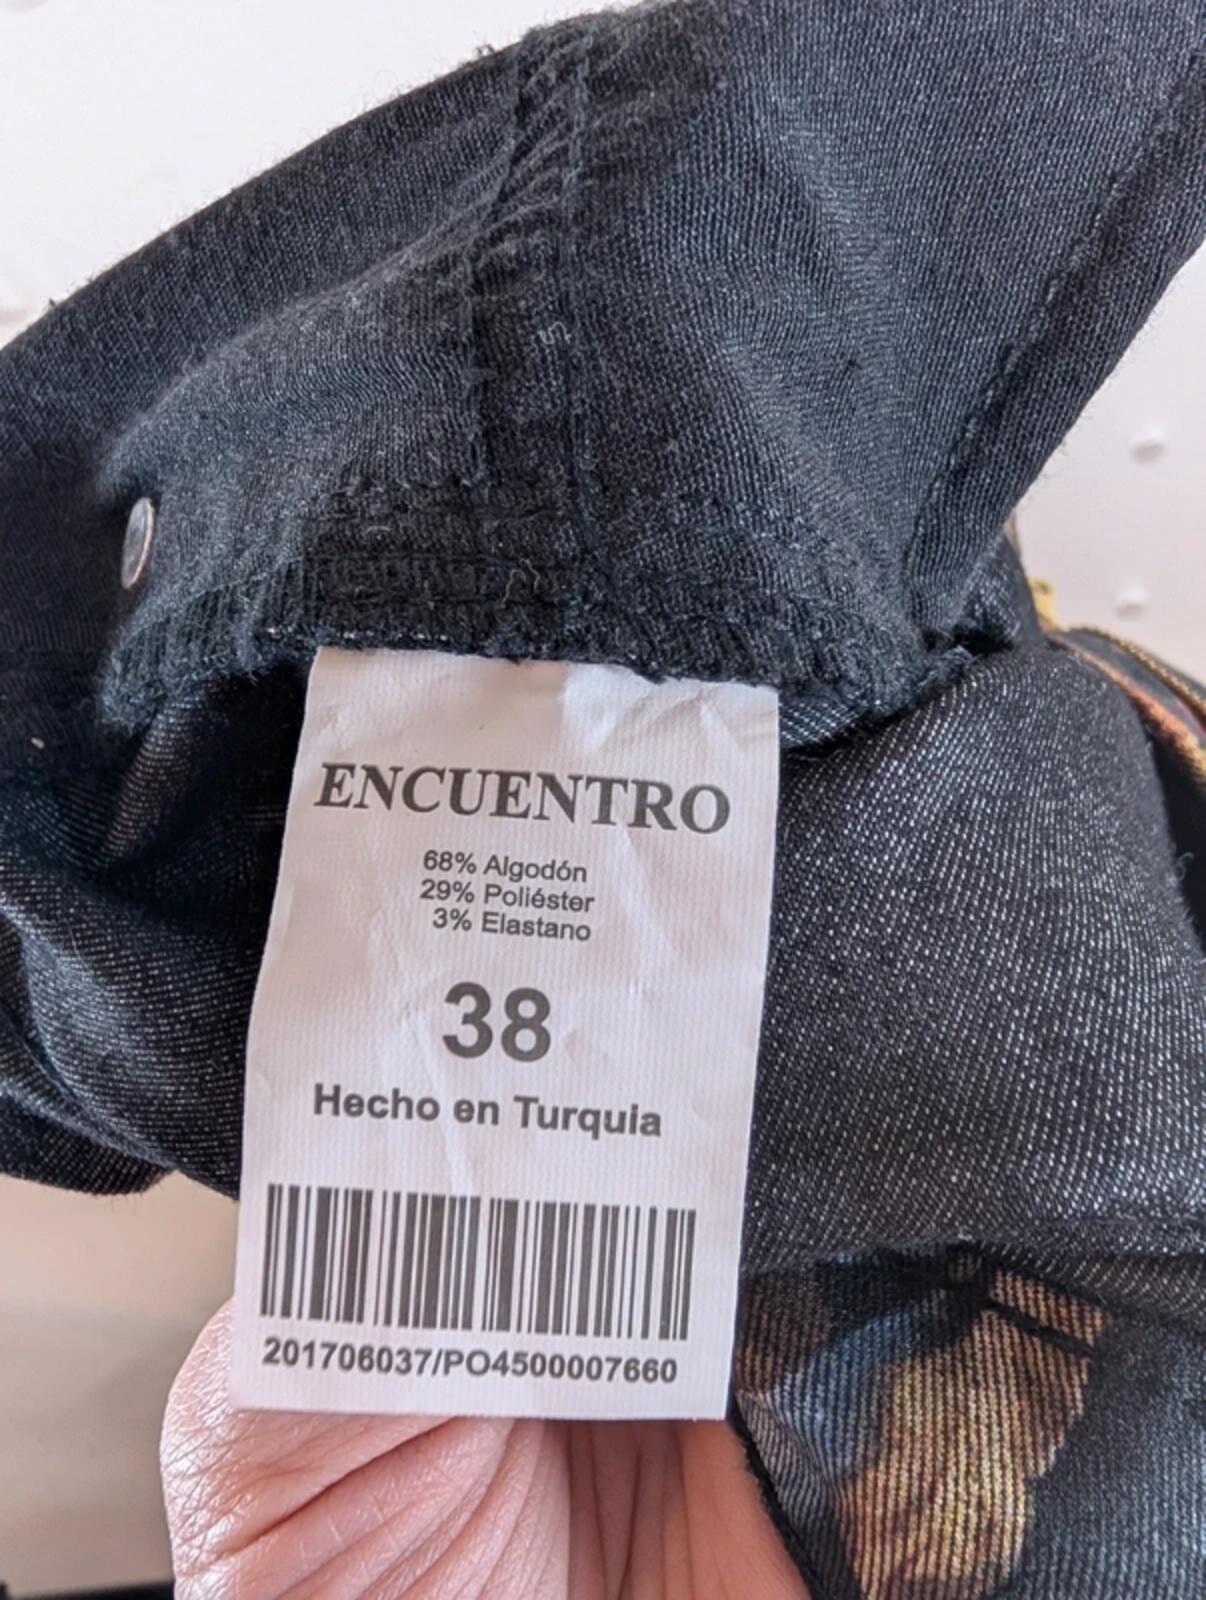 ENCUENTRO
68% Algodón
29% Poliéster
3% Elastano
38
Hecho en Turquia
201706037/PO4500007660